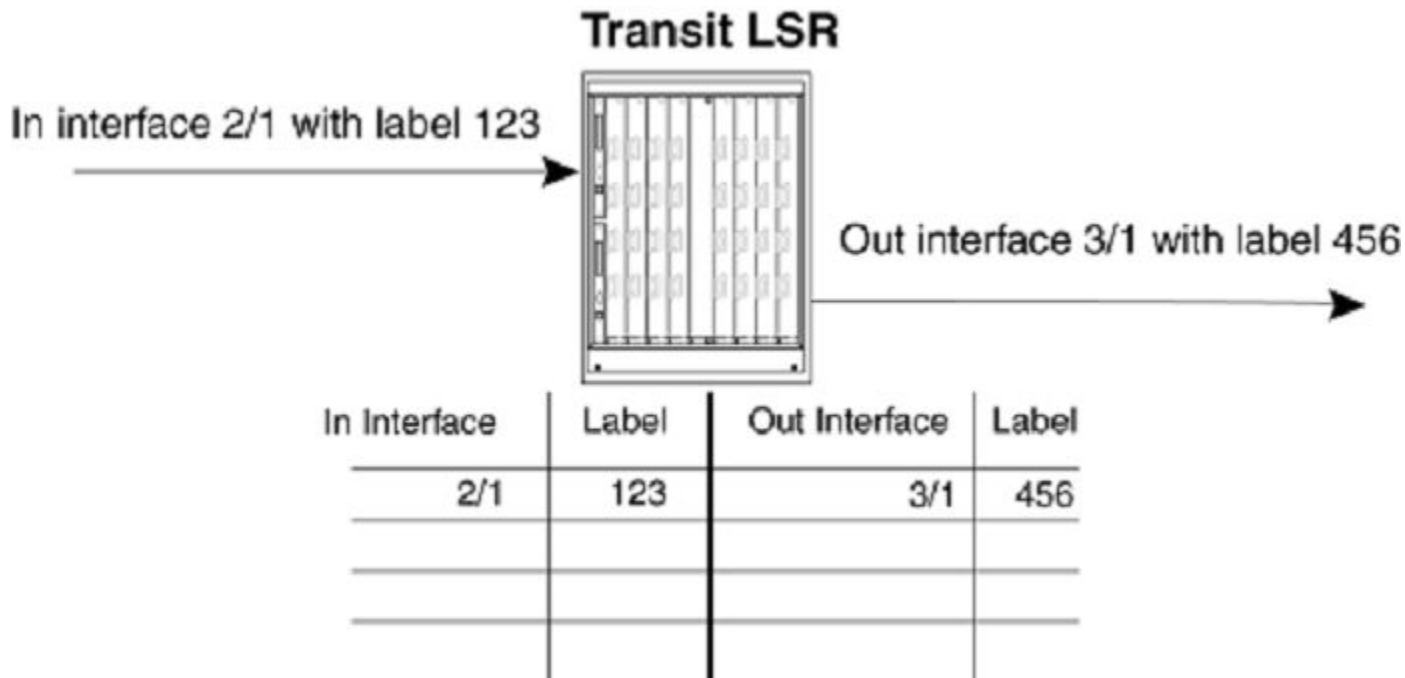 Transit LSR
In interface 2/1 with label 123
Out interface 3/1 with label 456
In Interface Label Out Interface Label
2/1 123 3/1 456